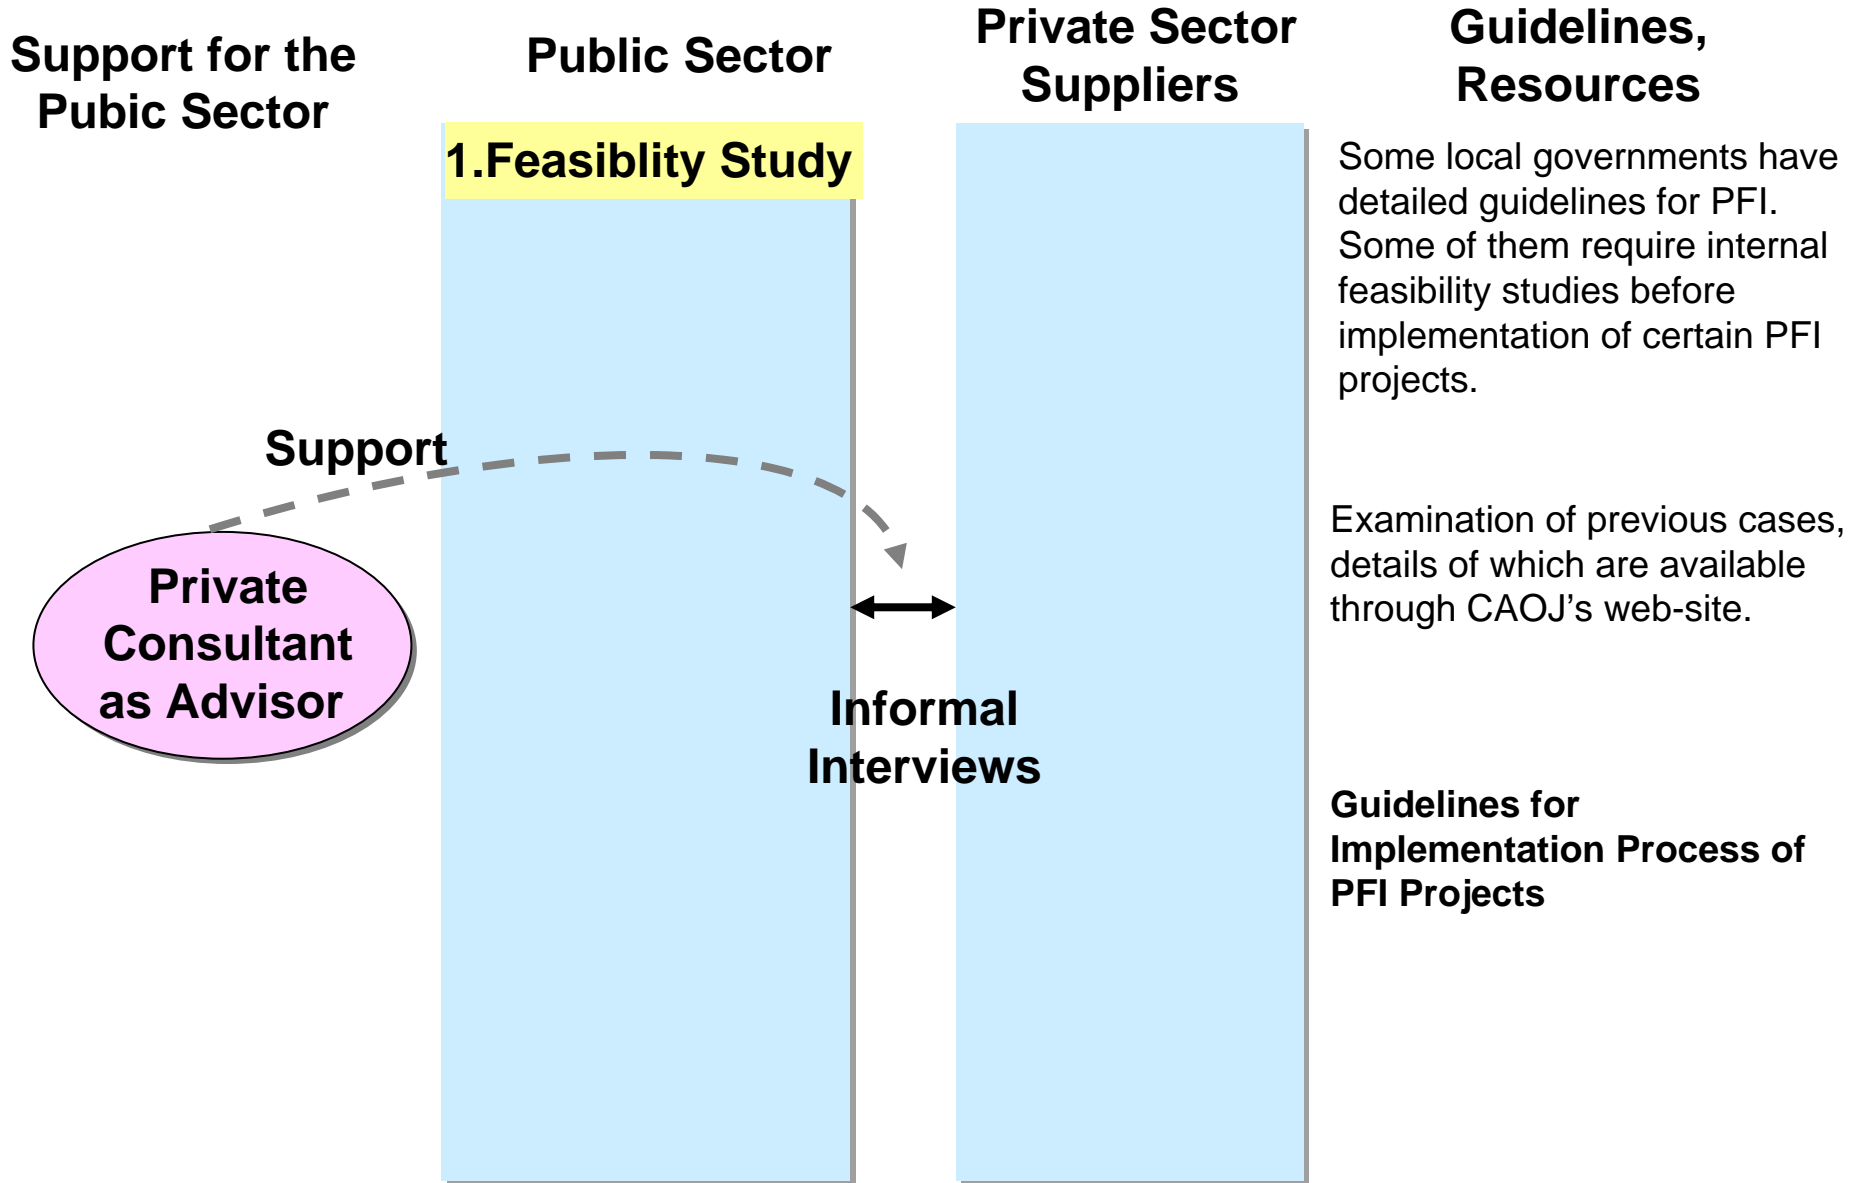 Support for the
Pubic Sector
Public Sector
Private Sector
Suppliers
Guidelines,
Resources
1.Feasiblity Study
Some local governments have
detailed guidelines for PFI.
Some of them require internal
feasibility studies before
implementation of certain PFI
projects.
Support
Private
Consultant
as Advisor
Informal
Interviews
Examination of previous cases,
details of which are available
through CAOJ’s web-site.
Guidelines for
Implementation Process of
PFI Projects